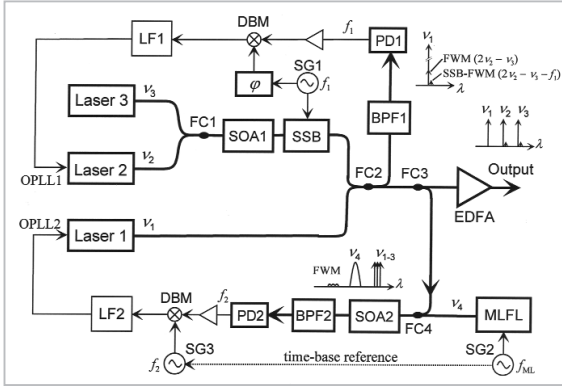 DBM
LF1
f₁
PD1
ν₁
FWM (2ν₂ − ν₃)
SSB-FWM (2ν₂ − ν₃ − f₁)
λ
φ
SG1
f₁
Laser 3
ν₃
FC1
SOA1
SSB
BPF1
ν₁ ν₂ ν₃
λ
Laser 2
ν₂
OPLL1
FC2
FC3
Output
EDFA
OPLL2
Laser 1
ν₁
FWM
ν₄
ν₁₋₃
λ
LF2
DBM
f₂
PD2
BPF2
SOA2
FC4
ν₄
MLFL
SG3
SG2
f₂
time-base reference
f_ML